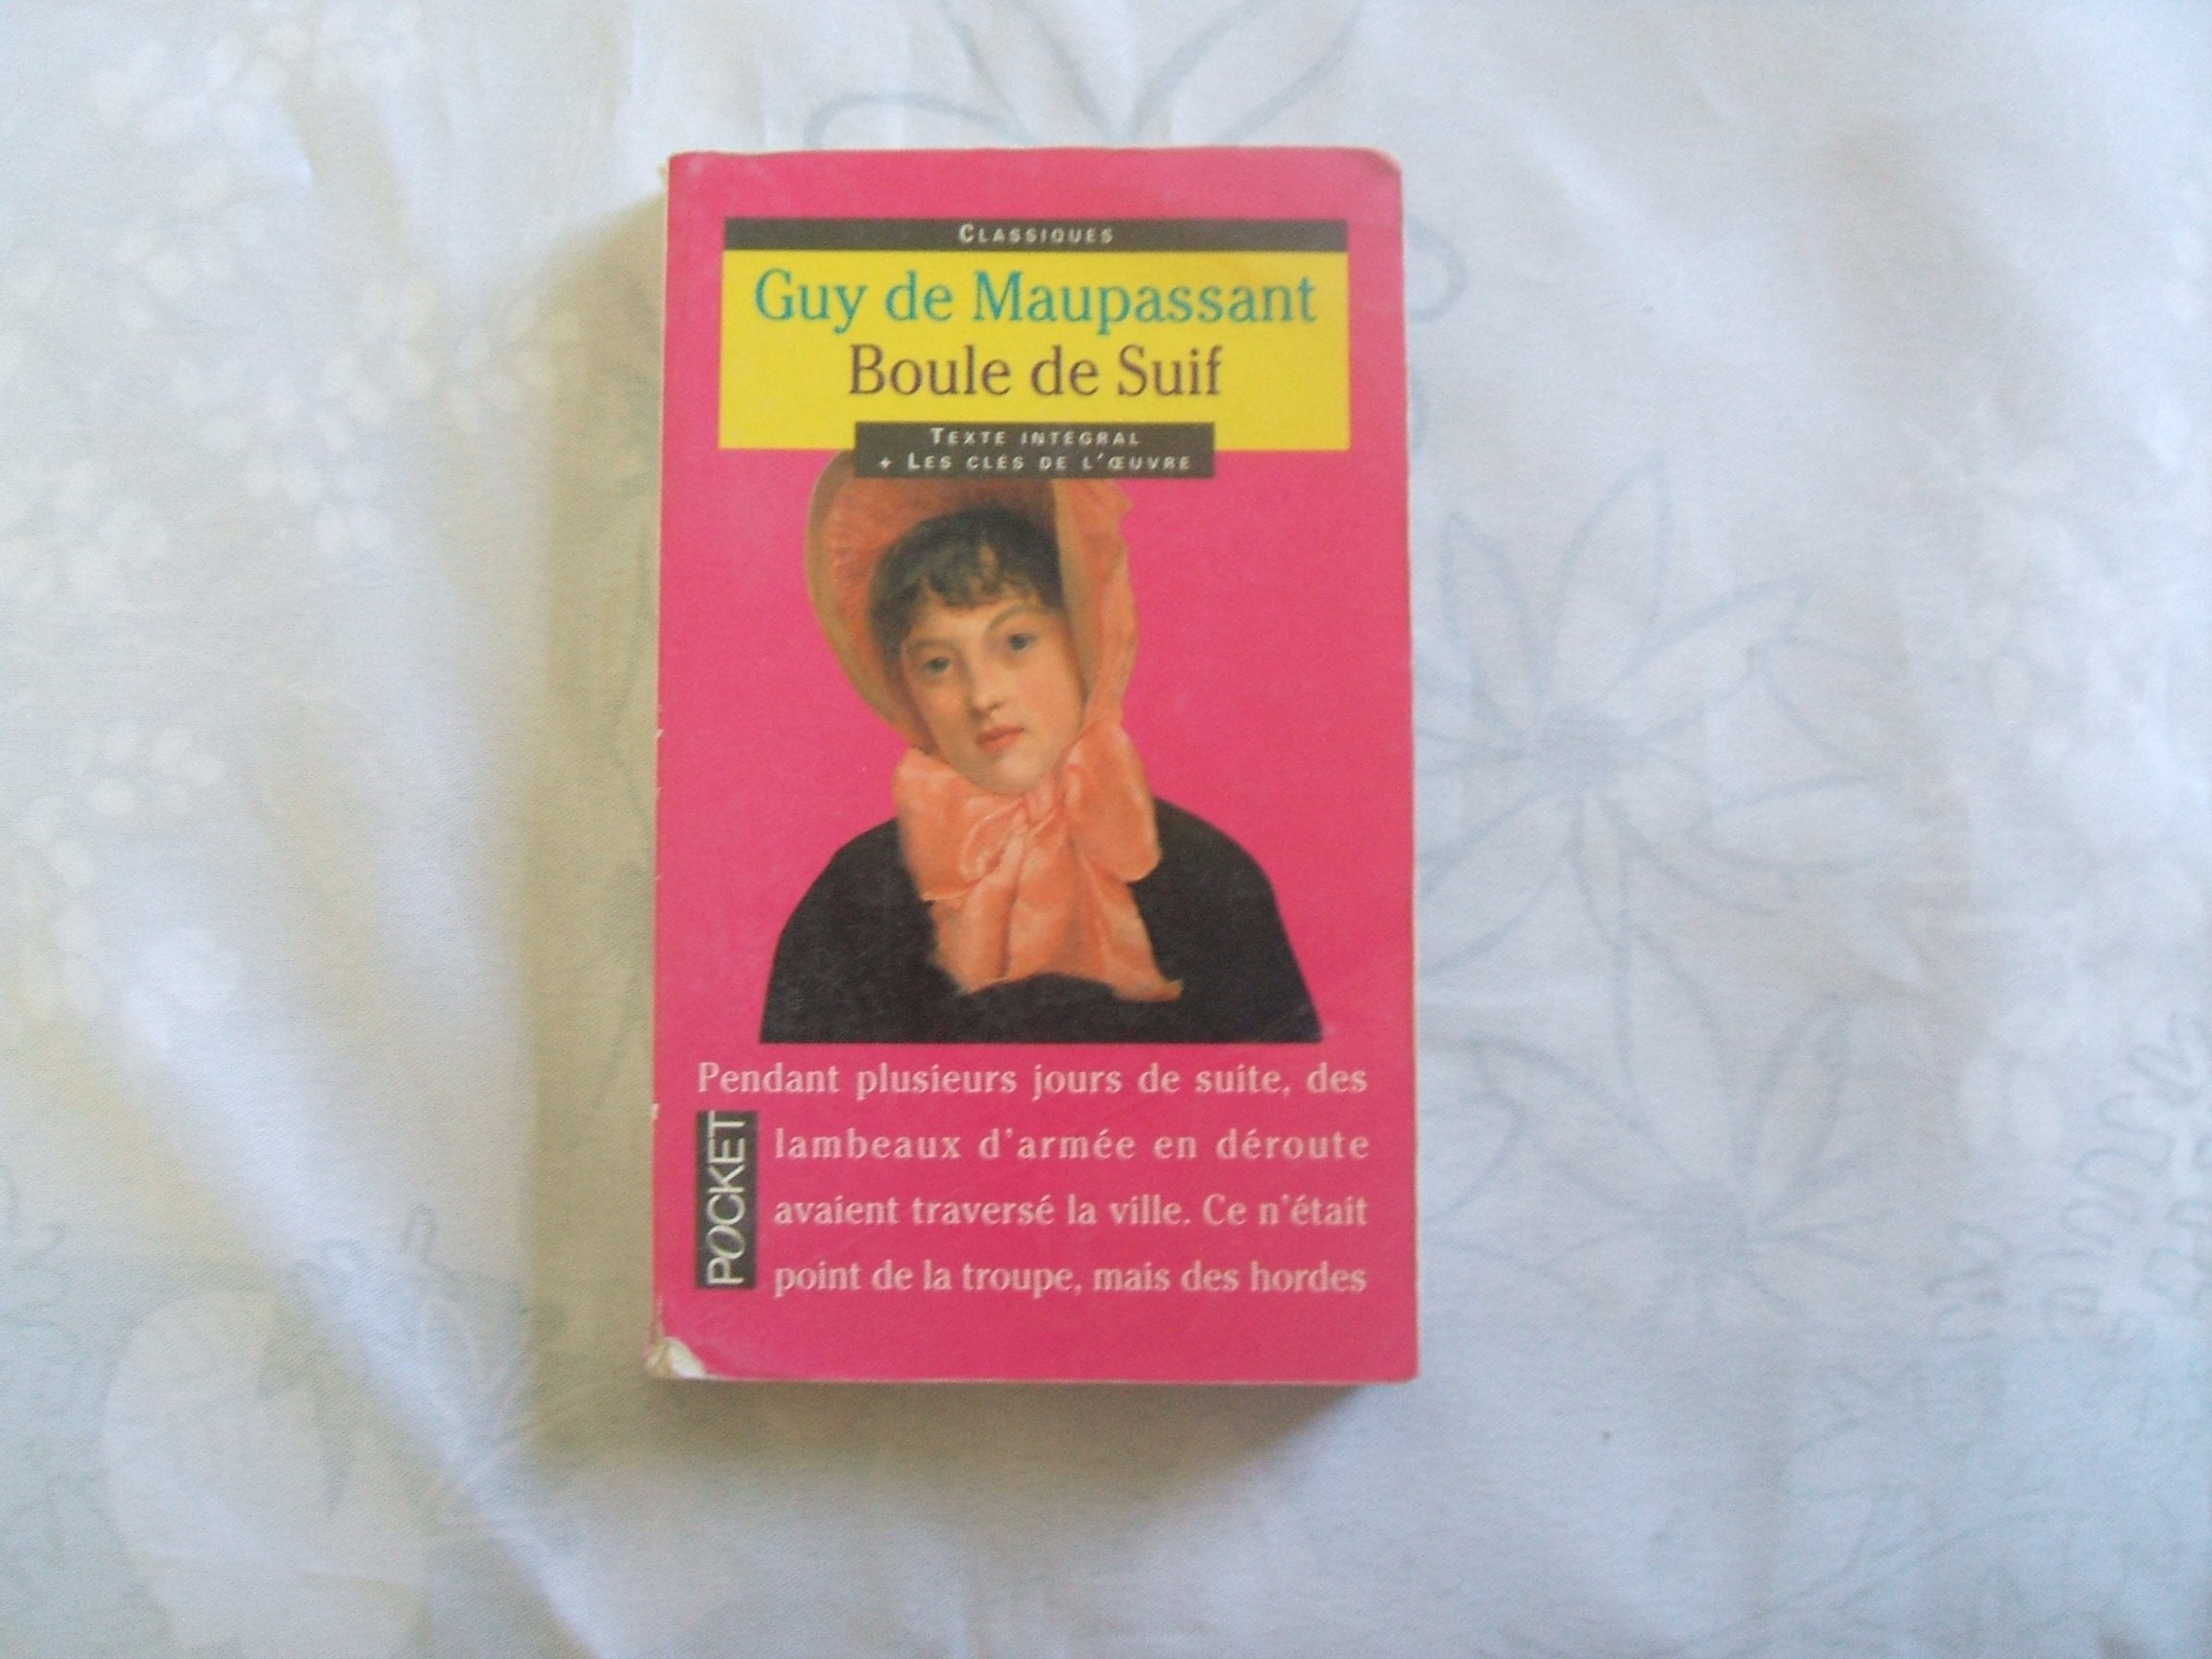 CLASSIQUES
Guy de Maupassant
Boule de Suif
TEXTE INTÉGRAL
+ LES CLÉS DE L'ŒUVRE
Pendant plusieurs jours de suite, des
lambeaux d'armée en déroute
avaient traversé la ville. Ce n'était
point de la troupe, mais des hordes
POCKET